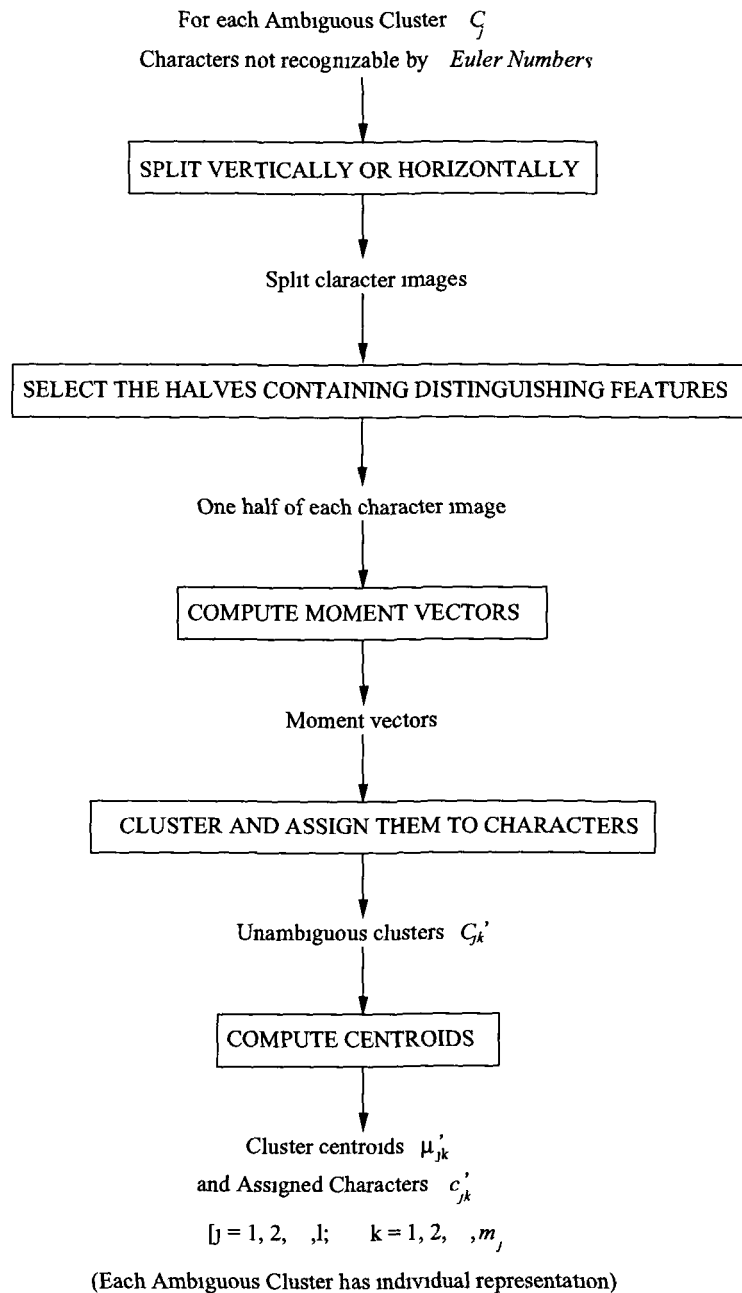 For each Ambiguous Cluster C_j
Characters not recognizable by Euler Numbers
SPLIT VERTICALLY OR HORIZONTALLY
Split claracter images
SELECT THE HALVES CONTAINING DISTINGUISHING FEATURES
One half of each character image
COMPUTE MOMENT VECTORS
Moment vectors
CLUSTER AND ASSIGN THEM TO CHARACTERS
Unambiguous clusters C_jk'
COMPUTE CENTROIDS
Cluster centroids μ'_jk
and Assigned Characters c'_jk
[j = 1, 2, ,l; k = 1, 2, ,m_j
(Each Ambiguous Cluster has individual representation)